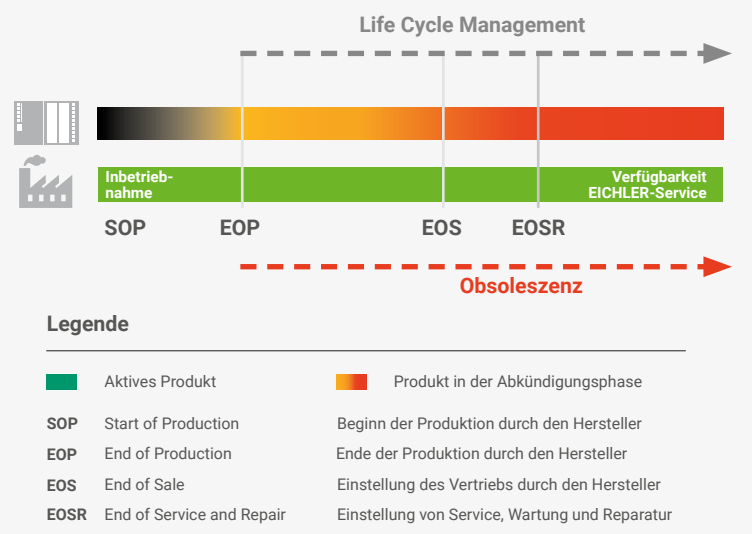 Life Cycle Management
Inbetrieb-
nahme
Verfügbarkeit
EICHLER-Service
SOP EOP EOS EOSR
Obsoleszenz
Legende
Aktives Produkt Produkt in der Abkündigungsphase
SOP Start of Production Beginn der Produktion durch den Hersteller
EOP End of Production Ende der Produktion durch den Hersteller
EOS End of Sale Einstellung des Vertriebs durch den Hersteller
EOSR End of Service and Repair Einstellung von Service, Wartung und Reparatur